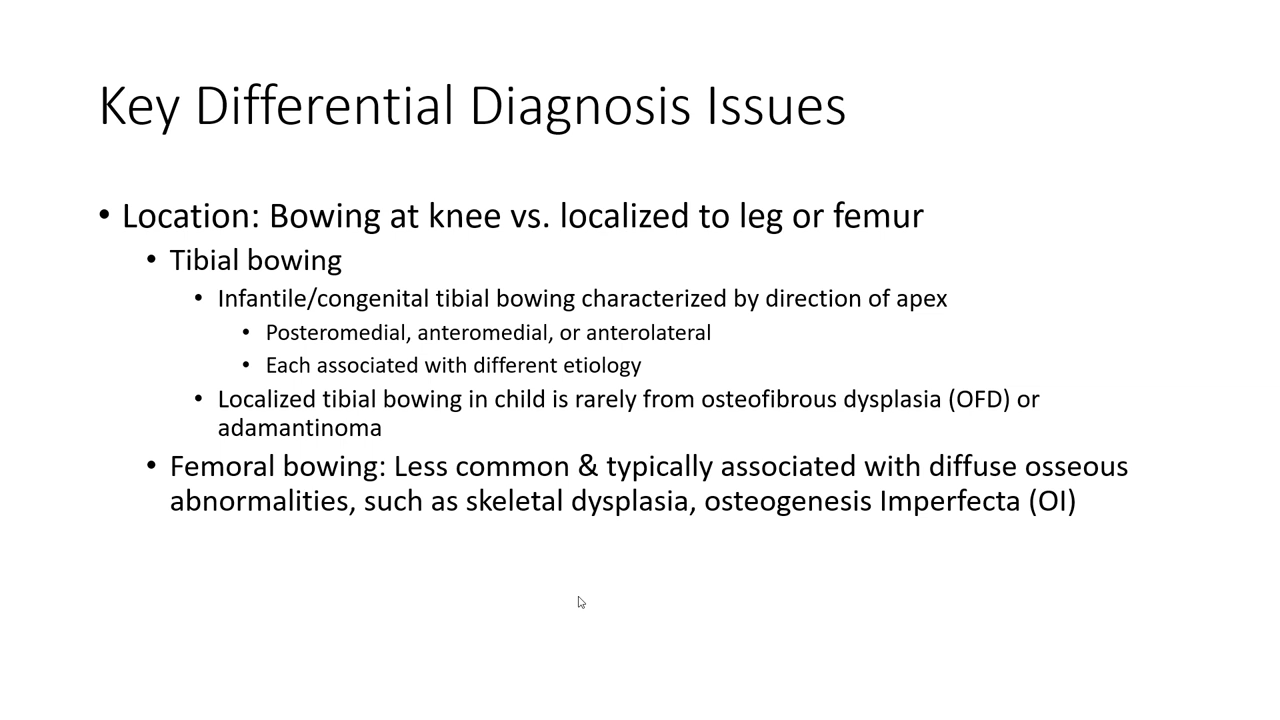 Key Differential Diagnosis Issues
• Location: Bowing at knee vs. localized to leg or femur
• Tibial bowing
• Infantile/congenital tibial bowing characterized by direction of apex
• Posteromedial, anteromedial, or anterolateral
• Each associated with different etiology
• Localized tibial bowing in child is rarely from osteofibrous dysplasia (OFD) or
adamantinoma
• Femoral bowing: Less common & typically associated with diffuse osseous
abnormalities, such as skeletal dysplasia, osteogenesis Imperfecta (OI)